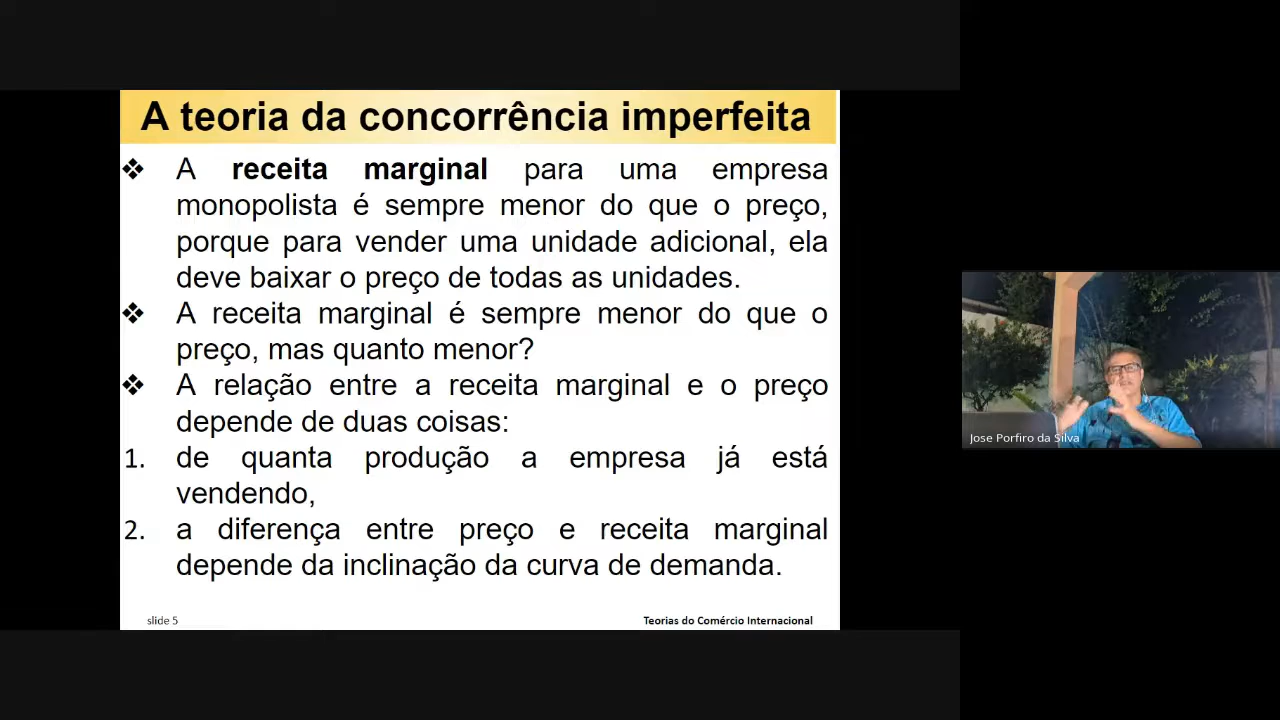 A teoria da concorrência imperfeita
❖ A receita marginal para uma empresa
monopolista é sempre menor do que o preço,
porque para vender uma unidade adicional, ela
deve baixar o preço de todas as unidades.
❖ A receita marginal é sempre menor do que o
preço, mas quanto menor?
❖ A relação entre a receita marginal e o preço
depende de duas coisas:
1. de quanta produção a empresa já está
vendendo,
2. a diferença entre preço e receita marginal
depende da inclinação da curva de demanda.
slide 5
Teorias do Comércio Internacional
Jose Porfiro da Silva